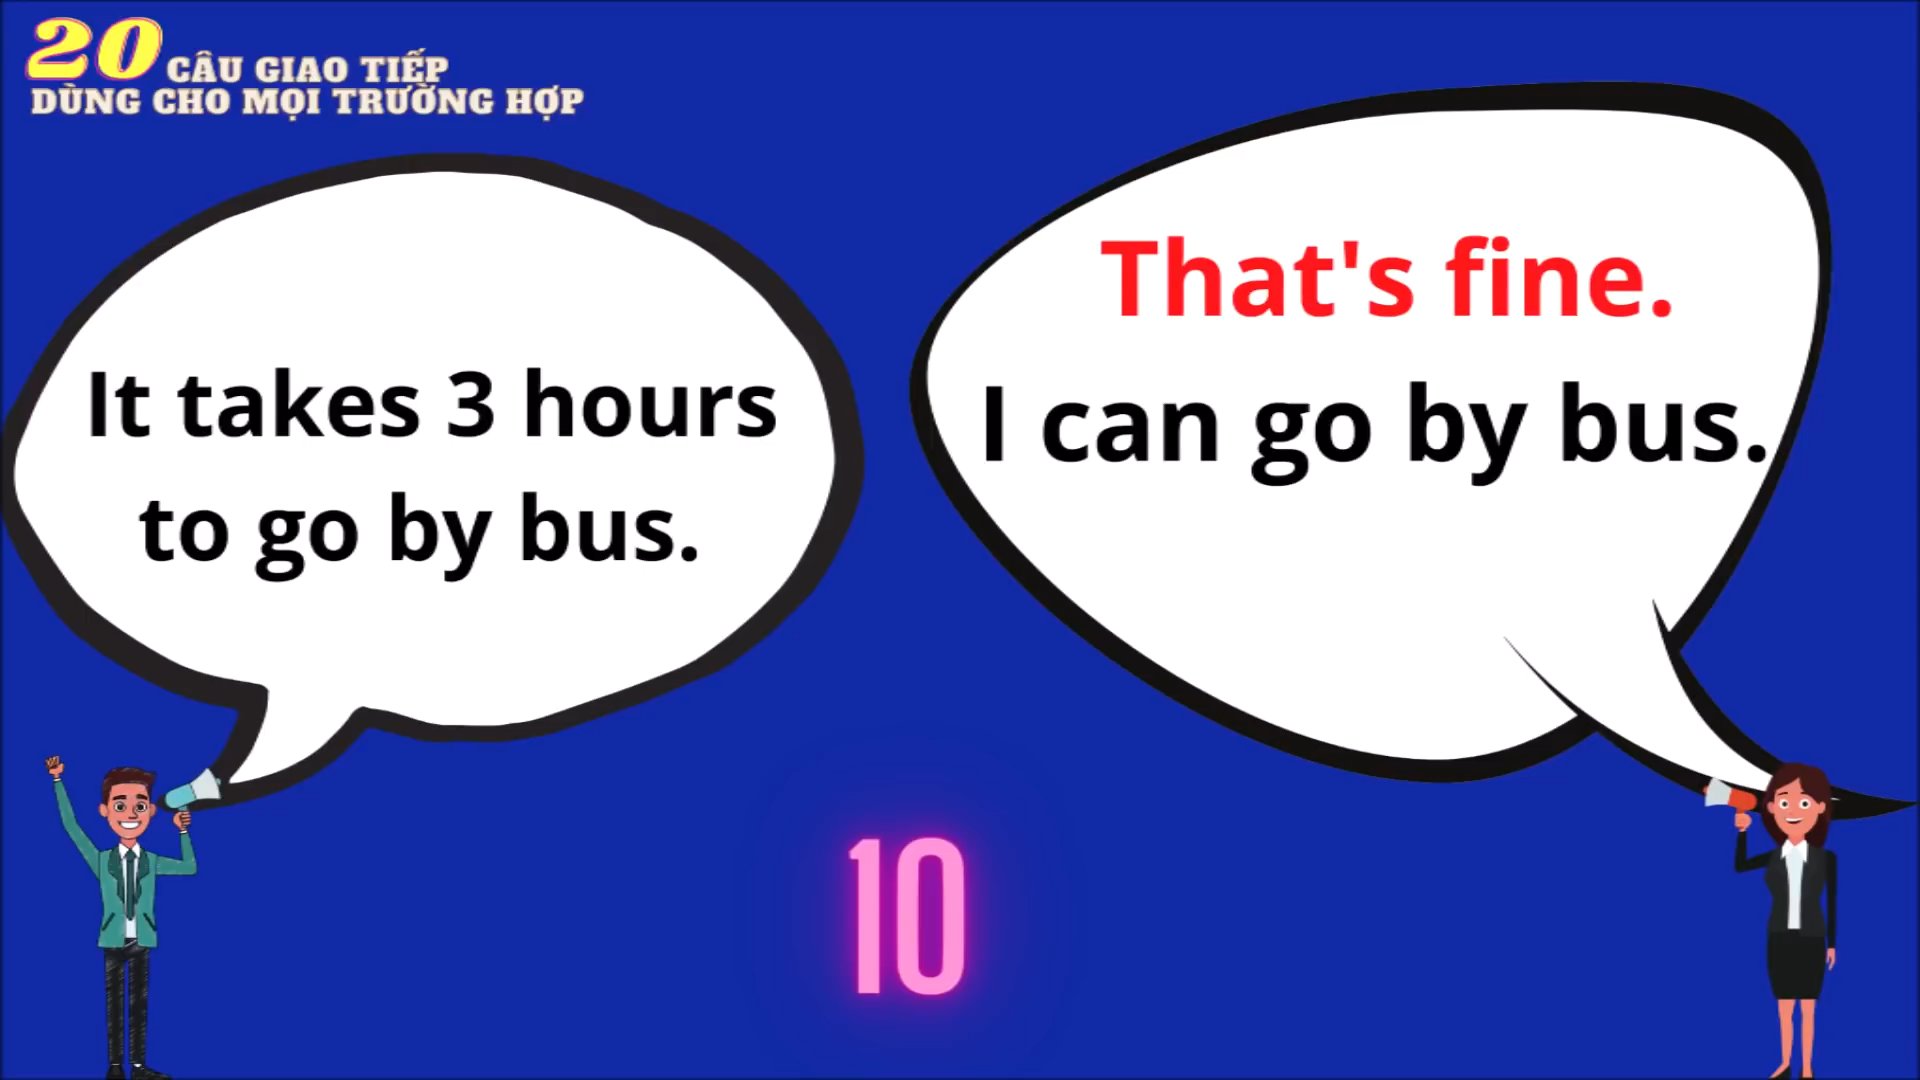 20 CÂU GIAO TIẾP
DÙNG CHO MỌI TRƯỜNG HỢP
It takes 3 hours
to go by bus.
That's fine.
I can go by bus.
10